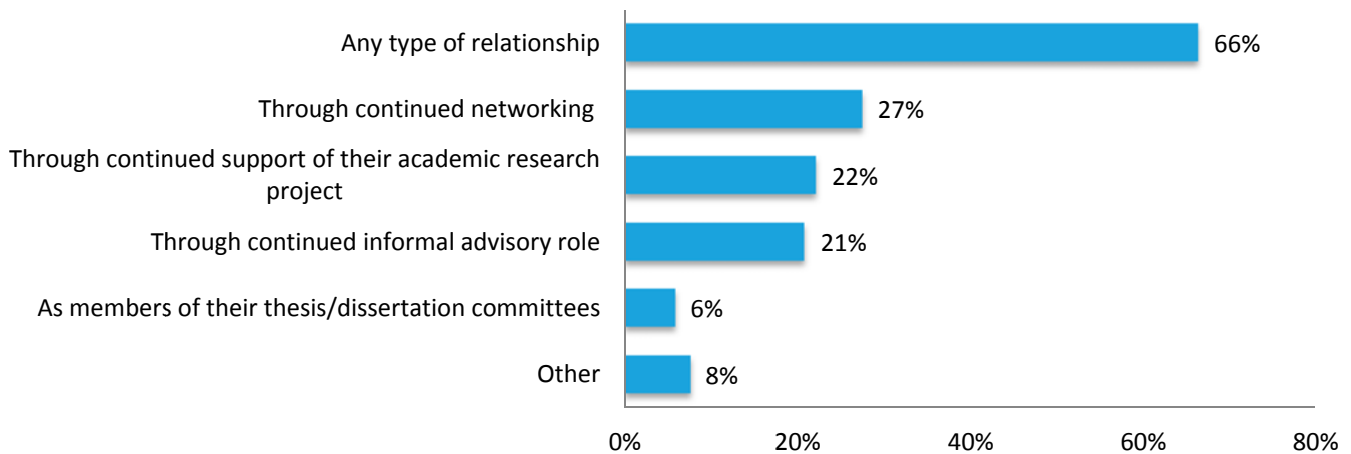 Any type of relationship
66%
Through continued networking
27%
Through continued support of their academic research
project
22%
Through continued informal advisory role
21%
As members of their thesis/dissertation committees
6%
Other
8%
0%
20%
40%
60%
80%